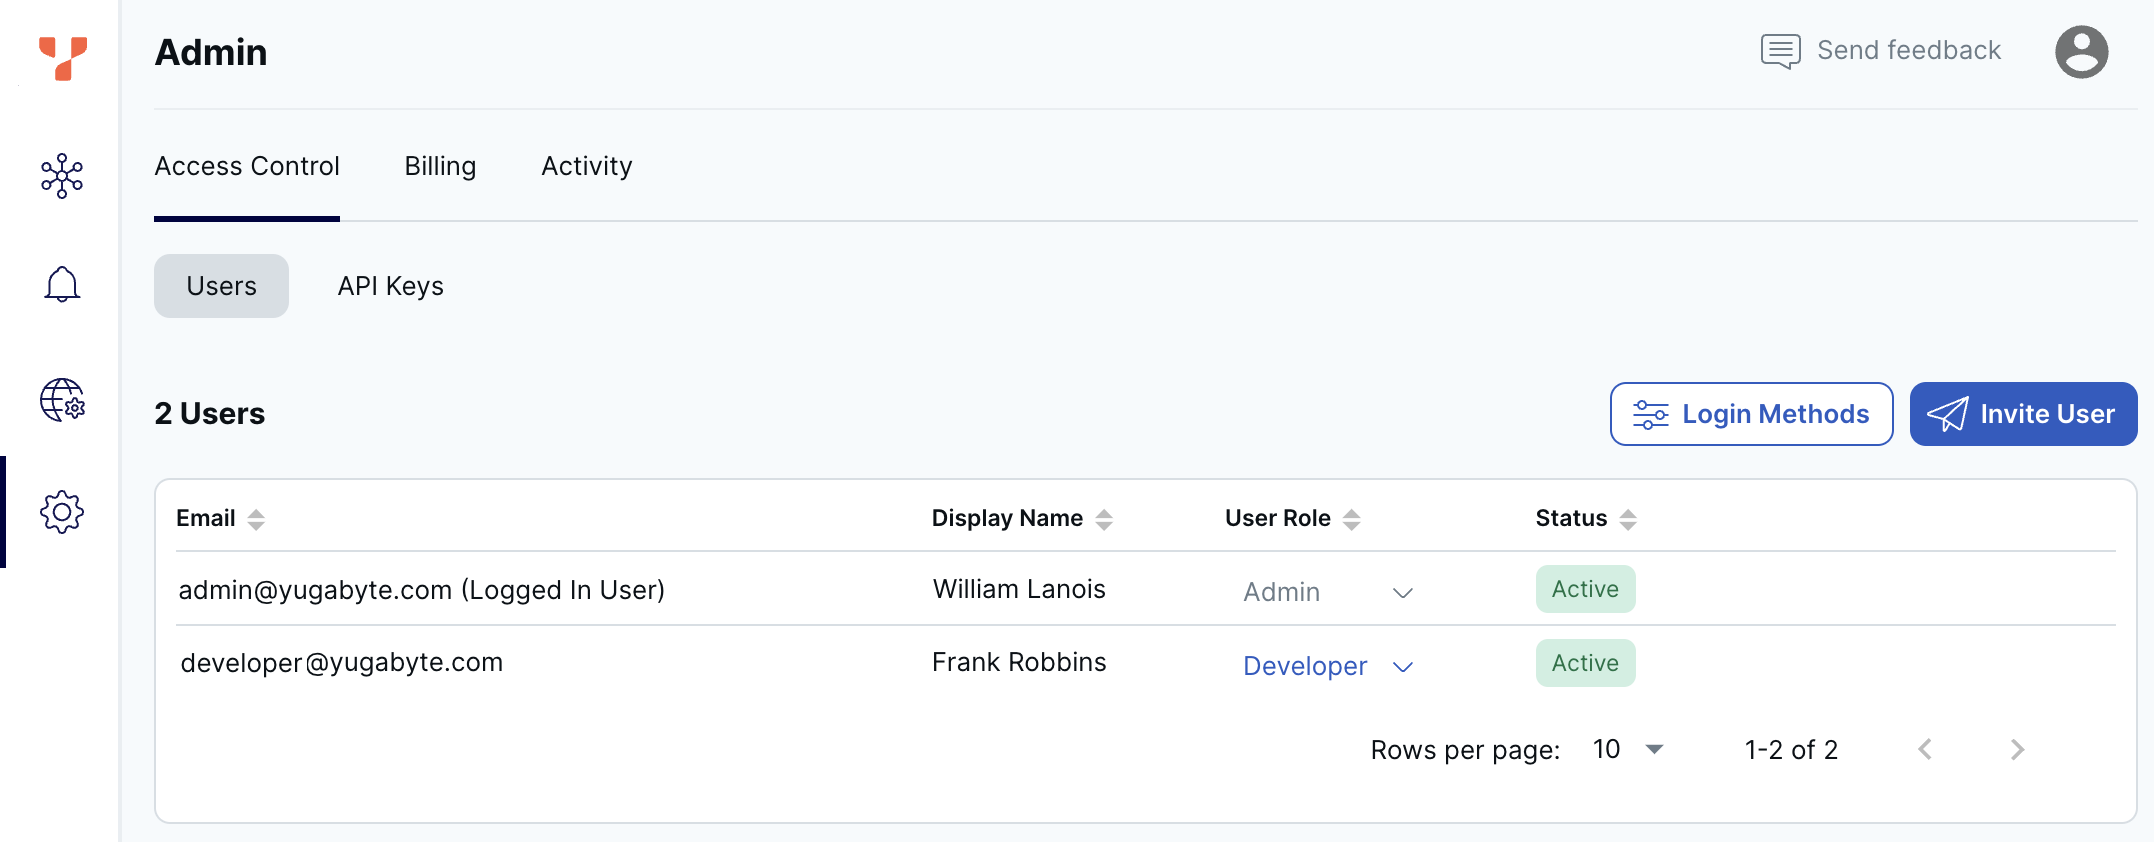 Admin
Send feedback
Access Control Billing Activity
Users API Keys
2 Users
Login Methods
Invite User
Email Display Name User Role Status
admin@yugabyte.com (Logged In User) William Lanois Admin Active
developer@yugabyte.com Frank Robbins Developer Active
Rows per page: 10 1-2 of 2